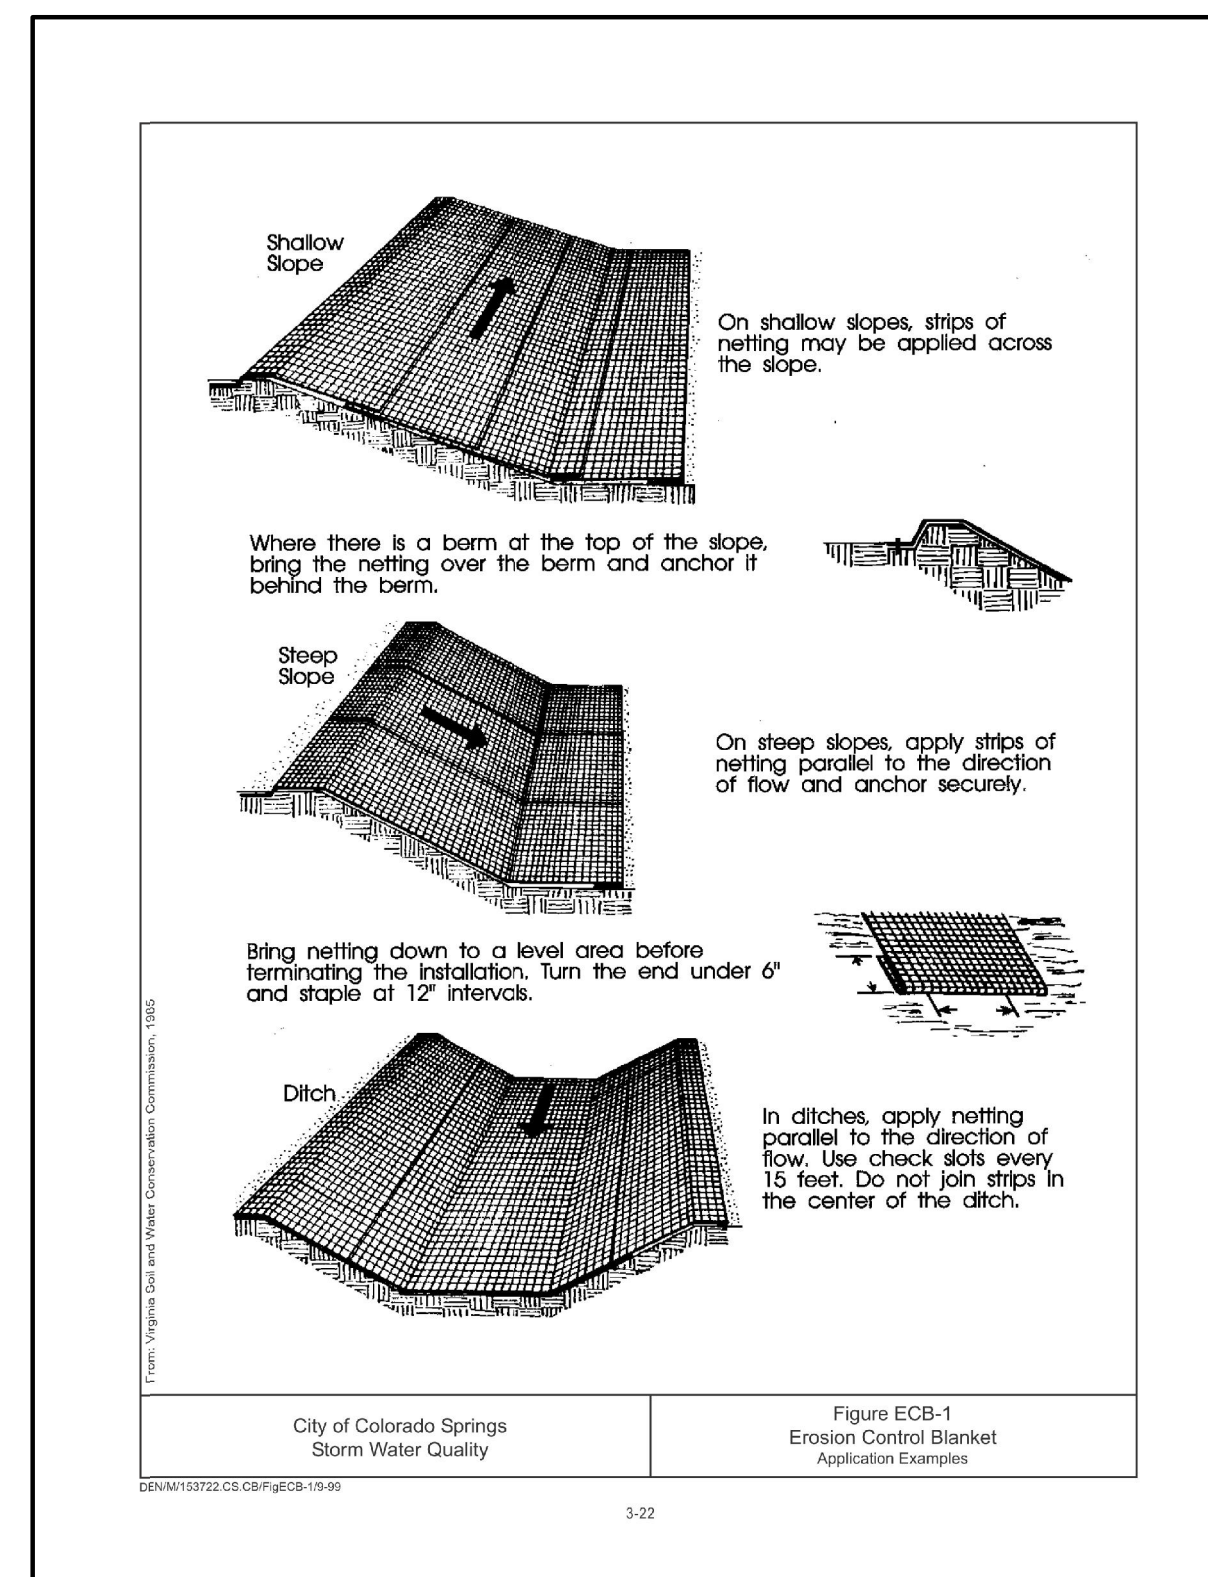 Shallow
Slope
On shallow slopes, strips of
netting may be applied across
the slope.
Where there is a berm at the top of the slope,
bring the netting over the berm and anchor it
behind the berm.
Steep
Slope
On steep slopes, apply strips of
netting parallel to the direction
of flow and anchor securely.
Bring netting down to a level area before
terminating the installation. Turn the end under 6"
and staple at 12" intervals.
Ditch
In ditches, apply netting
parallel to the direction of
flow. Use check slots every
15 feet. Do not join strips in
the center of the ditch.
From: Virginia Soil and Water Conservation Commission, 1985
City of Colorado Springs
Storm Water Quality
Figure ECB-1
Erosion Control Blanket
Application Examples
DEN/M/153722.CS.CB/FigECB-1/9-99
3-22